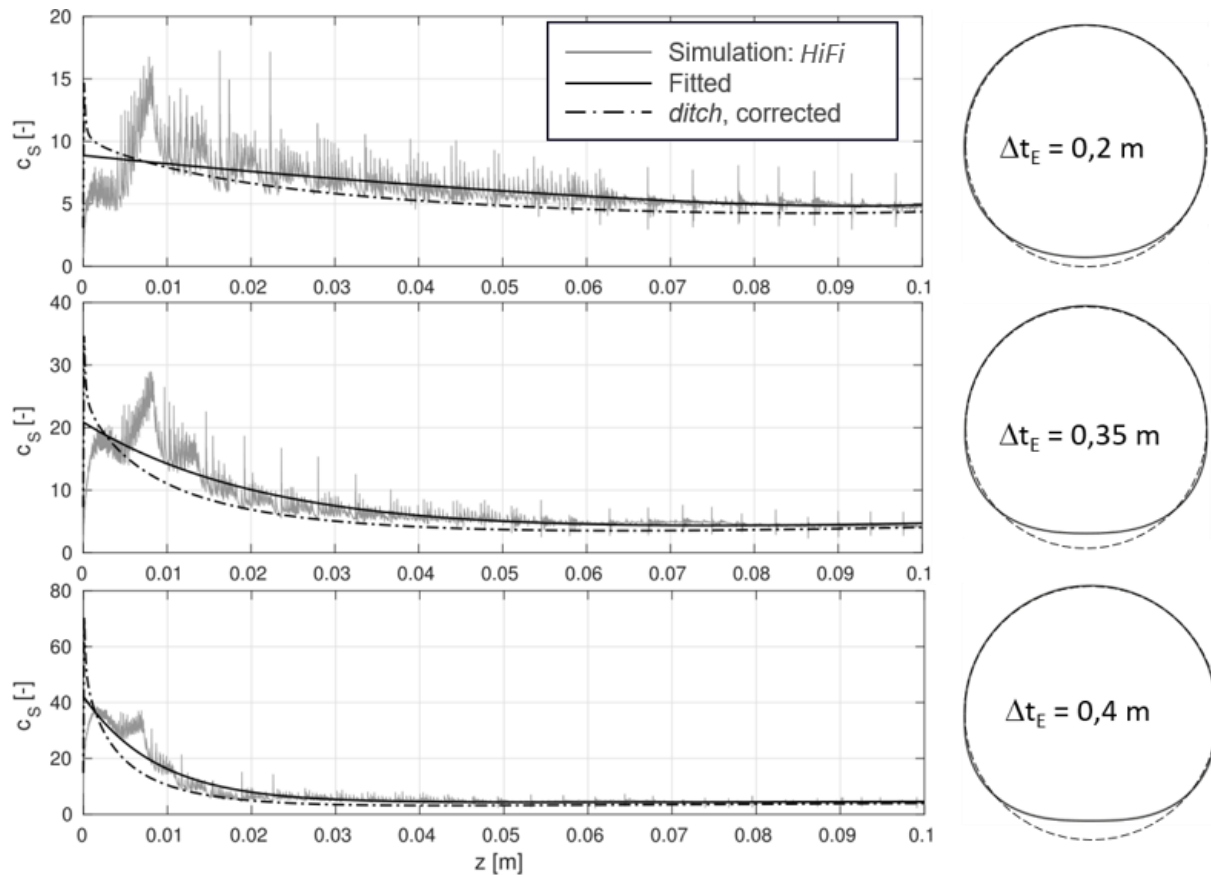 20
15
10
5
0
c_S [-]
Simulation: HiFi
Fitted
ditch, corrected
0 0.01 0.02 0.03 0.04 0.05 0.06 0.07 0.08 0.09 0.1
Δt_E = 0,2 m
40
30
20
10
0
c_S [-]
0 0.01 0.02 0.03 0.04 0.05 0.06 0.07 0.08 0.09 0.1
Δt_E = 0,35 m
80
60
40
20
0
c_S [-]
0 0.01 0.02 0.03 0.04 0.05 0.06 0.07 0.08 0.09 0.1
z [m]
Δt_E = 0,4 m